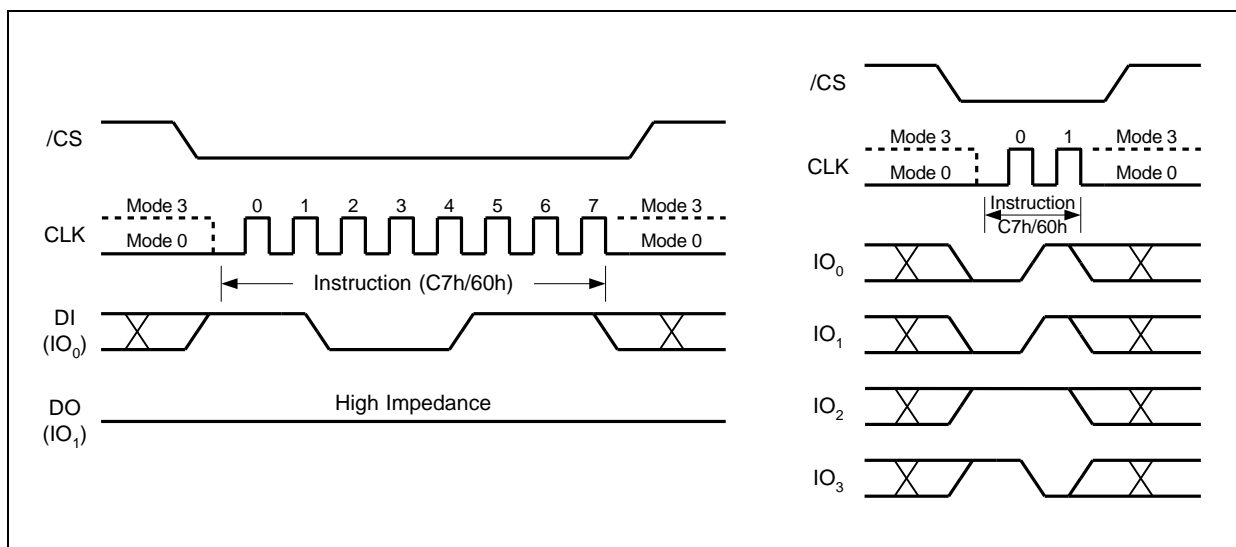 /CS
Mode 3
0 1 2 3 4 5 6 7
Mode 3
CLK
Mode 0
Mode 0
Instruction (C7h/60h)
DI
(IO0)
High Impedance
DO
(IO1)
/CS
Mode 3
0 1
Mode 3
CLK
Mode 0
Mode 0
Instruction
C7h/60h
IO0
IO1
IO2
IO3